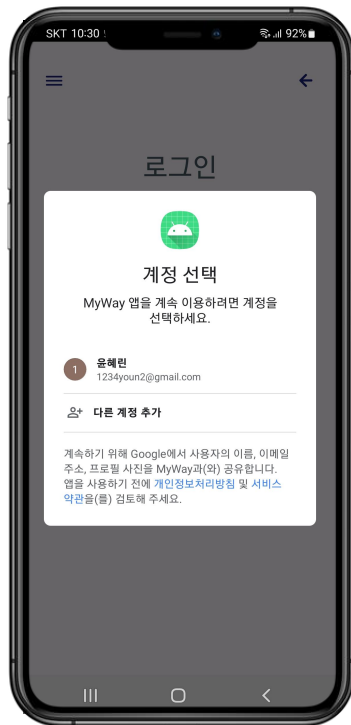 SKT 10:30
92%
로그인
계정 선택
MyWay 앱을 계속 이용하려면 계정을
선택하세요.
1
윤혜린
1234youn2@gmail.com
다른 계정 추가
계속하기 위해 Google에서 사용자의 이름, 이메일
주소, 프로필 사진을 MyWay과(와) 공유합니다.
앱을 사용하기 전에 개인정보처리방침 및 서비스
약관을(를) 검토해 주세요.